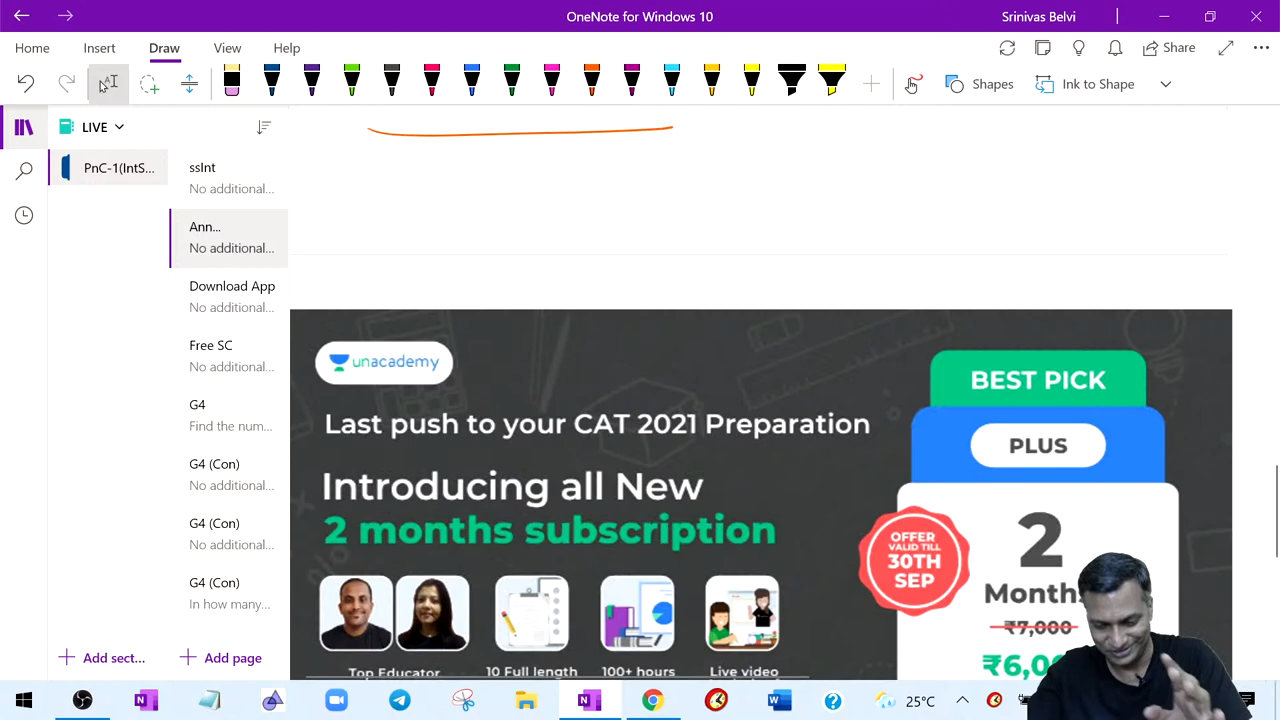 OneNote for Windows 10
Srinivas Belvi
Home
Insert
Draw
View
Help
Share
Shapes
Ink to Shape
LIVE
PnC-1(IntS...
ssInt
No additional...
Ann...
No additional...
Download App
No additional...
Free SC
No additional...
G4
Find the num...
G4 (Con)
No additional...
G4 (Con)
No additional...
G4 (Con)
In how many...
Add sect...
Add page
unacademy
Last push to your CAT 2021 Preparation
Introducing all New
2 months subscription
Top Educator
10 Full length
100+ hours
Live video
BEST PICK
PLUS
OFFER
VALID TILL
30TH
SEP
2
Months
₹7,000
25°C